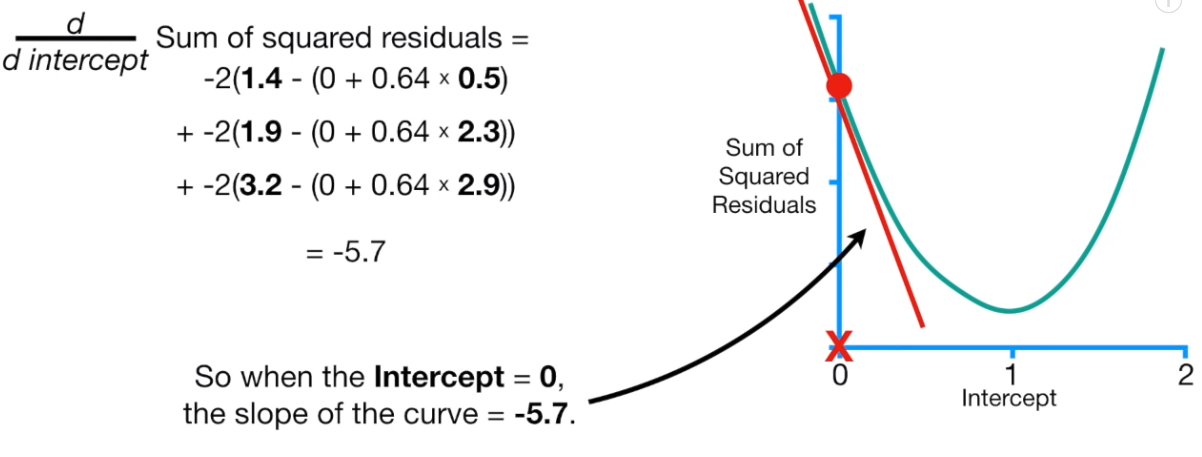 d
d intercept
Sum of squared residuals =
-2(1.4 - (0 + 0.64 × 0.5)
+ -2(1.9 - (0 + 0.64 × 2.3))
+ -2(3.2 - (0 + 0.64 × 2.9))
= -5.7
So when the Intercept = 0,
the slope of the curve = -5.7.
Sum of
Squared
Residuals
X
0
1
2
Intercept